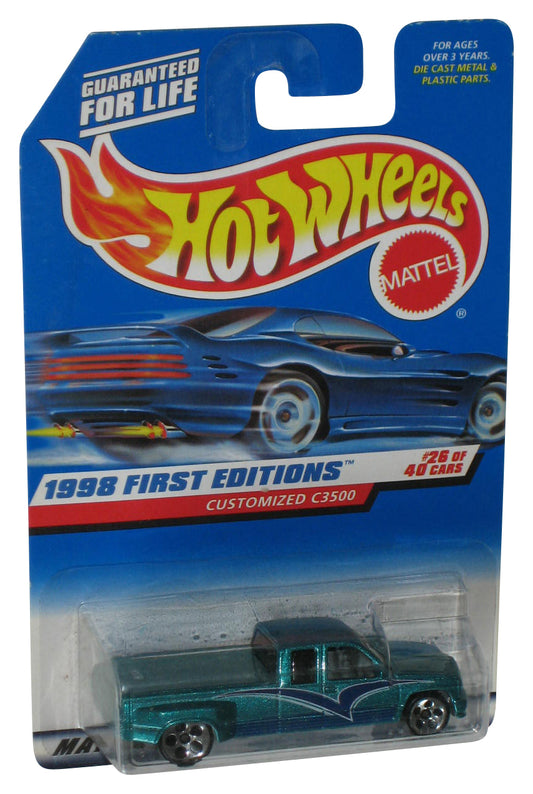 GUARANTEED
FOR LIFE
FOR AGES
OVER 3 YEARS.
DIE CAST METAL &
PLASTIC PARTS.
HOT WHEELS
MATTEL
®
1998 FIRST EDITIONS™
#26 OF
40 CARS
CUSTOMIZED C3500